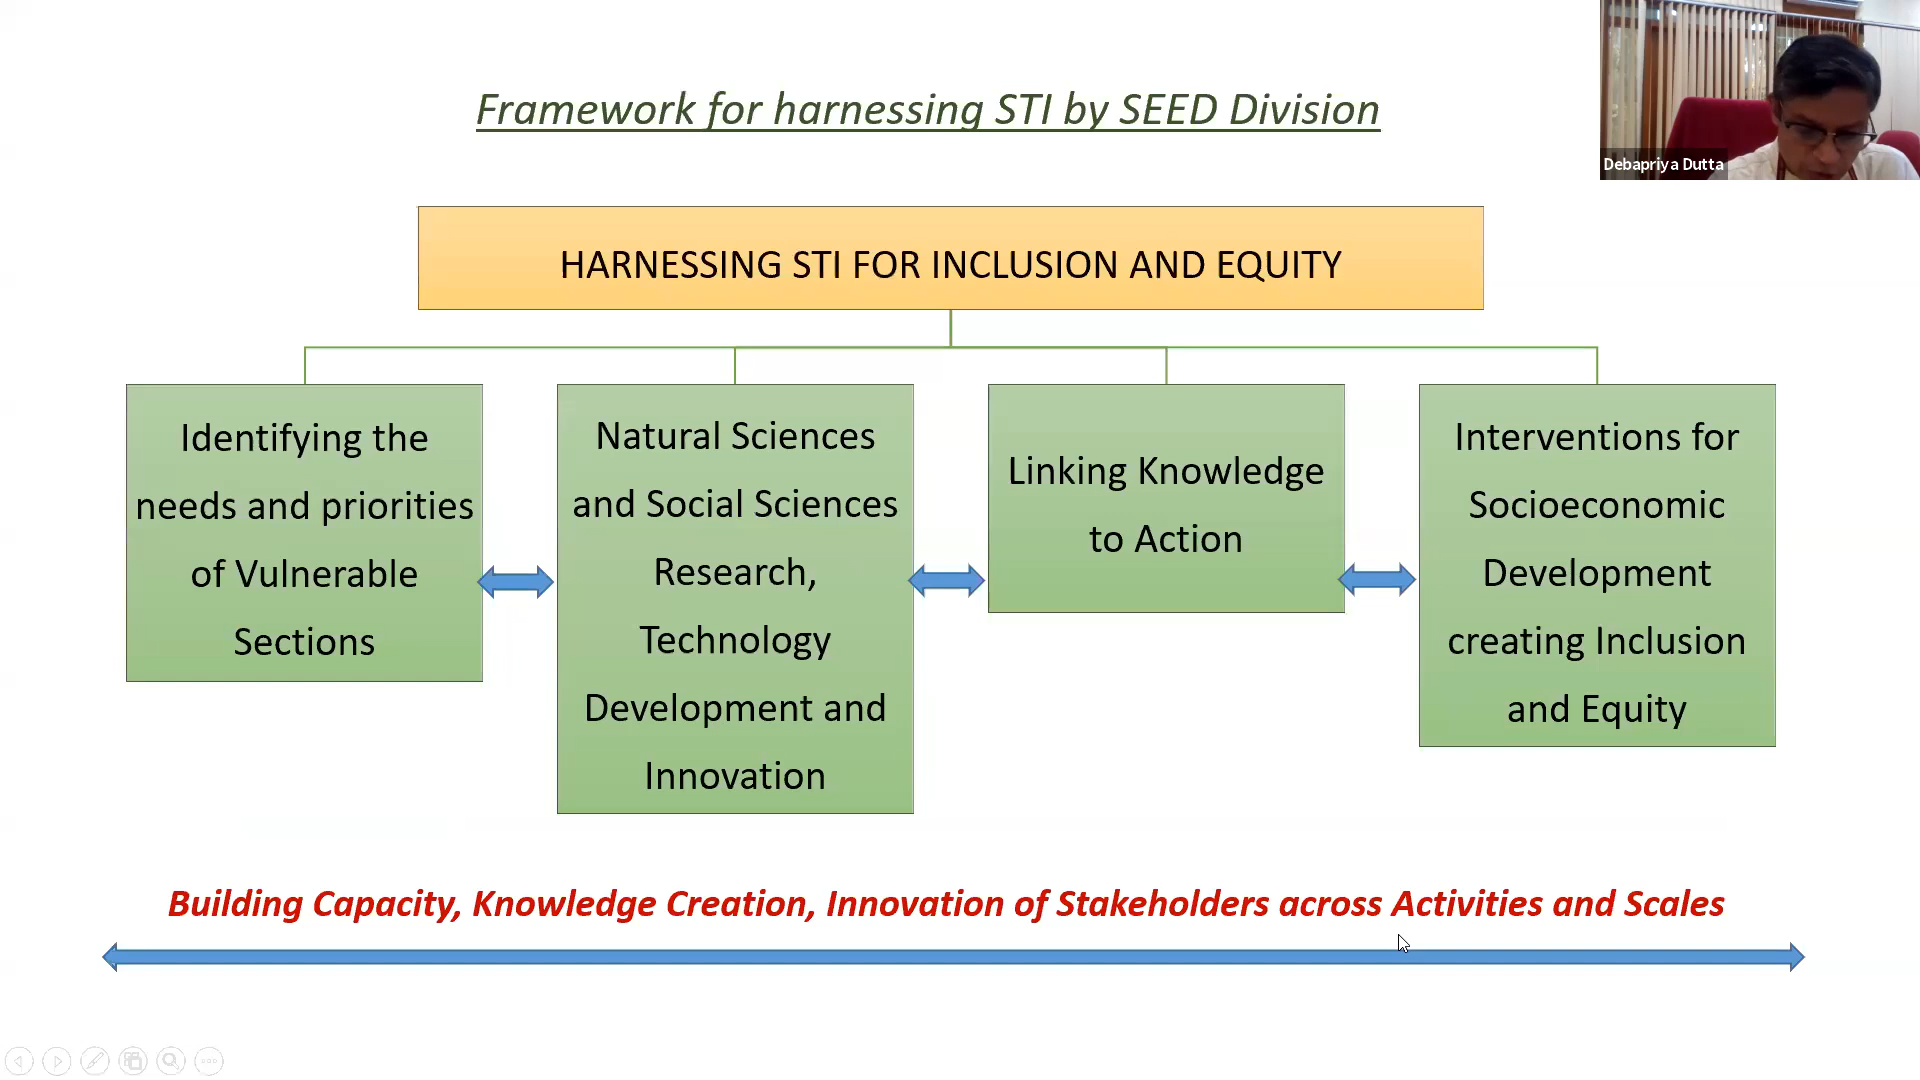 Framework for harnessing STI by SEED Division
Debapriya Dutta
HARNESSING STI FOR INCLUSION AND EQUITY
Identifying the
needs and priorities
of Vulnerable
Sections
Natural Sciences
and Social Sciences
Research,
Technology
Development and
Innovation
Linking Knowledge
to Action
Interventions for
Socioeconomic
Development
creating Inclusion
and Equity
Building Capacity, Knowledge Creation, Innovation of Stakeholders across Activities and Scales